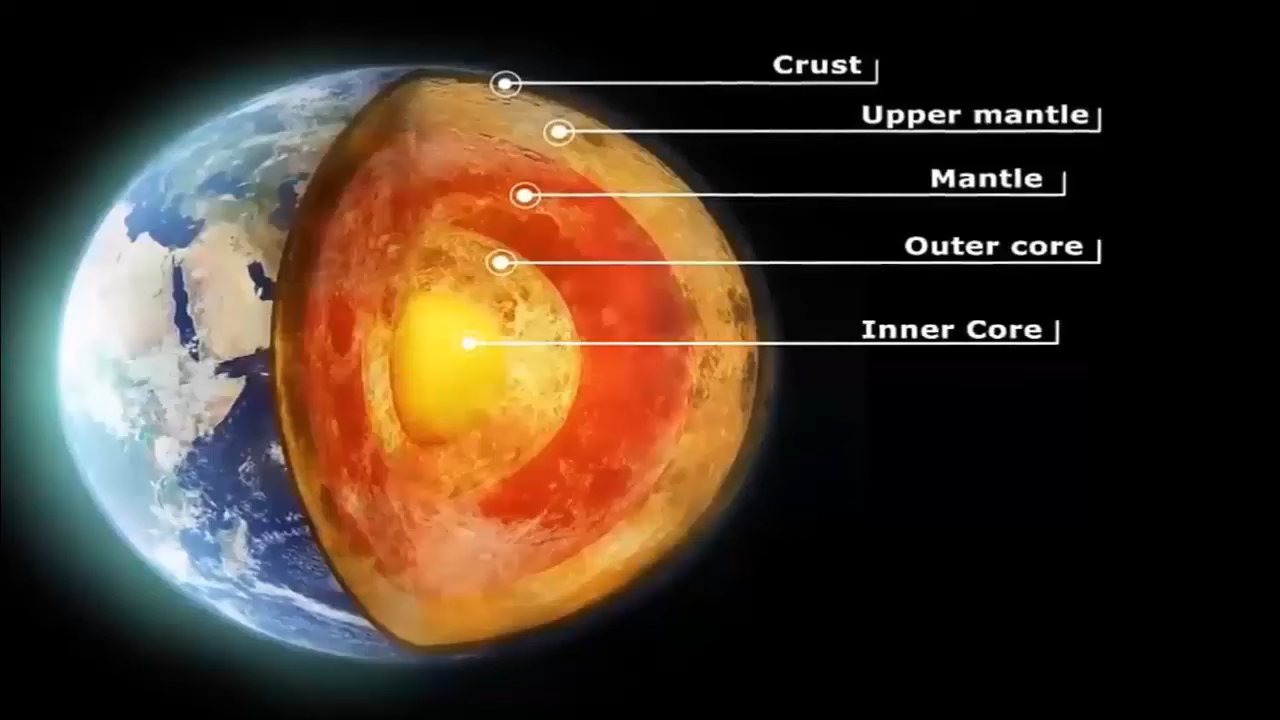 Crust
Upper mantle
Mantle
Outer core
Inner Core